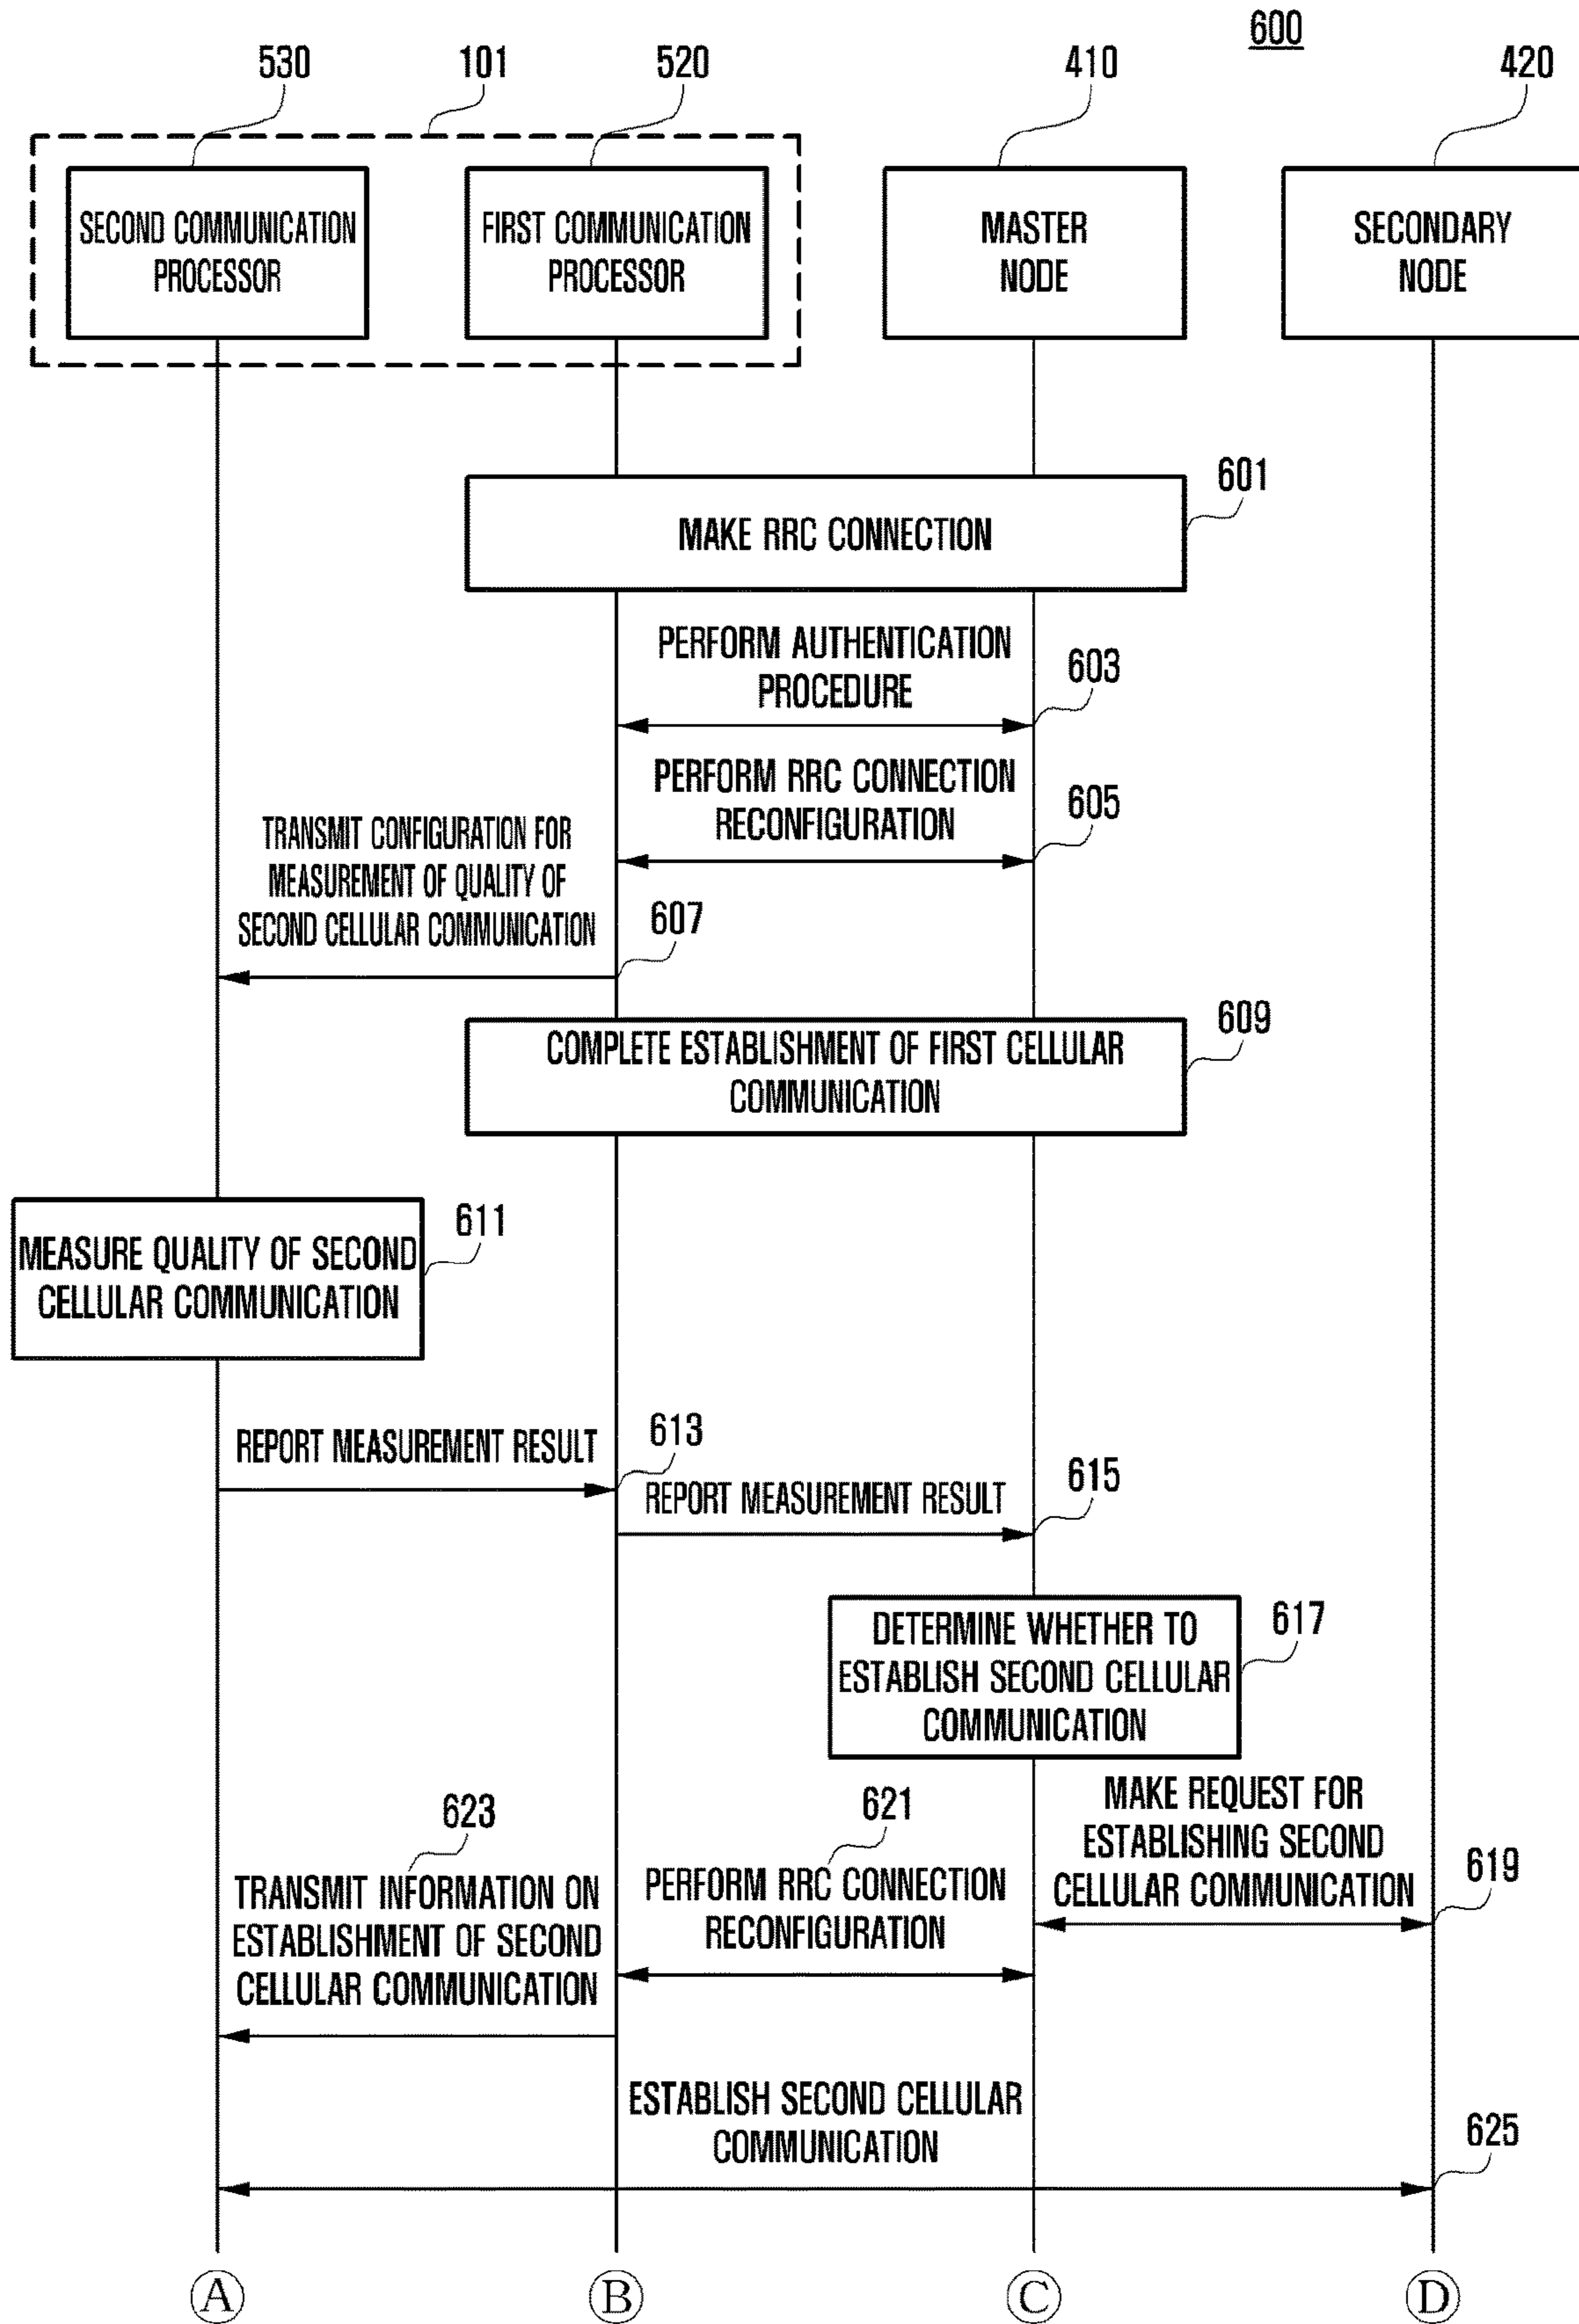 600
530
101
520
410
420
SECOND COMMUNICATION
PROCESSOR
FIRST COMMUNICATION
PROCESSOR
MASTER
NODE
SECONDARY
NODE
601
MAKE RRC CONNECTION
PERFORM AUTHENTICATION
PROCEDURE
603
PERFORM RRC CONNECTION
RECONFIGURATION
605
TRANSMIT CONFIGURATION FOR
MEASUREMENT OF QUALITY OF
SECOND CELLULAR COMMUNICATION
607
609
COMPLETE ESTABLISHMENT OF FIRST CELLULAR
COMMUNICATION
611
MEASURE QUALITY OF SECOND
CELLULAR COMMUNICATION
REPORT MEASUREMENT RESULT
613
REPORT MEASUREMENT RESULT
615
DETERMINE WHETHER TO
ESTABLISH SECOND CELLULAR
COMMUNICATION
617
MAKE REQUEST FOR
ESTABLISHING SECOND
CELLULAR COMMUNICATION
619
621
PERFORM RRC CONNECTION
RECONFIGURATION
623
TRANSMIT INFORMATION ON
ESTABLISHMENT OF SECOND
CELLULAR COMMUNICATION
ESTABLISH SECOND CELLULAR
COMMUNICATION
625
A
B
C
D